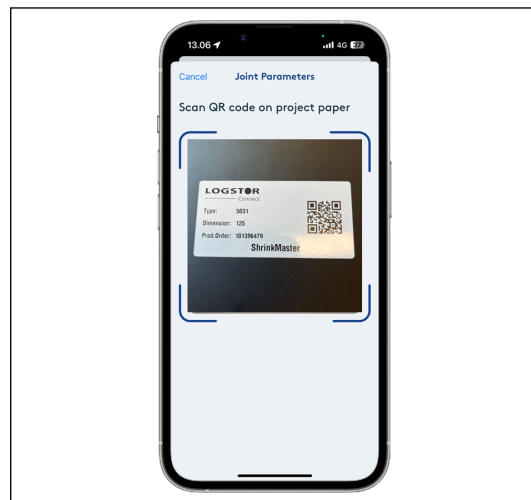 13.06
4G 37
Cancel
Joint Parameters
Scan QR code on project paper
LOGSTOR
Connect
Type: 5031
Dimension: 125
Prod.Order: 101396479
ShrinkMaster